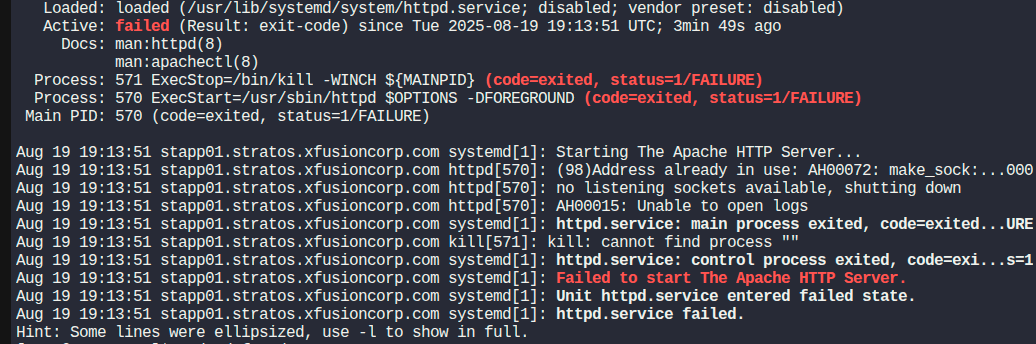 Loaded: loaded (/usr/lib/systemd/system/httpd.service; disabled; vendor preset: disabled)
Active: failed (Result: exit-code) since Tue 2025-08-19 19:13:51 UTC; 3min 49s ago
Docs: man:httpd(8)
man:apachectl(8)
Process: 571 ExecStop=/bin/kill -WINCH ${MAINPID} (code=exited, status=1/FAILURE)
Process: 570 ExecStart=/usr/sbin/httpd $OPTIONS -DFOREGROUND (code=exited, status=1/FAILURE)
Main PID: 570 (code=exited, status=1/FAILURE)

Aug 19 19:13:51 stapp01.stratos.xfusioncorp.com systemd[1]: Starting The Apache HTTP Server...
Aug 19 19:13:51 stapp01.stratos.xfusioncorp.com httpd[570]: (98)Address already in use: AH00072: make_sock:...000
Aug 19 19:13:51 stapp01.stratos.xfusioncorp.com httpd[570]: no listening sockets available, shutting down
Aug 19 19:13:51 stapp01.stratos.xfusioncorp.com httpd[570]: AH00015: Unable to open logs
Aug 19 19:13:51 stapp01.stratos.xfusioncorp.com systemd[1]: httpd.service: main process exited, code=exited...URE
Aug 19 19:13:51 stapp01.stratos.xfusioncorp.com kill[571]: kill: cannot find process ""
Aug 19 19:13:51 stapp01.stratos.xfusioncorp.com systemd[1]: httpd.service: control process exited, code=exi...s=1
Aug 19 19:13:51 stapp01.stratos.xfusioncorp.com systemd[1]: Failed to start The Apache HTTP Server.
Aug 19 19:13:51 stapp01.stratos.xfusioncorp.com systemd[1]: Unit httpd.service entered failed state.
Aug 19 19:13:51 stapp01.stratos.xfusioncorp.com systemd[1]: httpd.service failed.
Hint: Some lines were ellipsized, use -l to show in full.